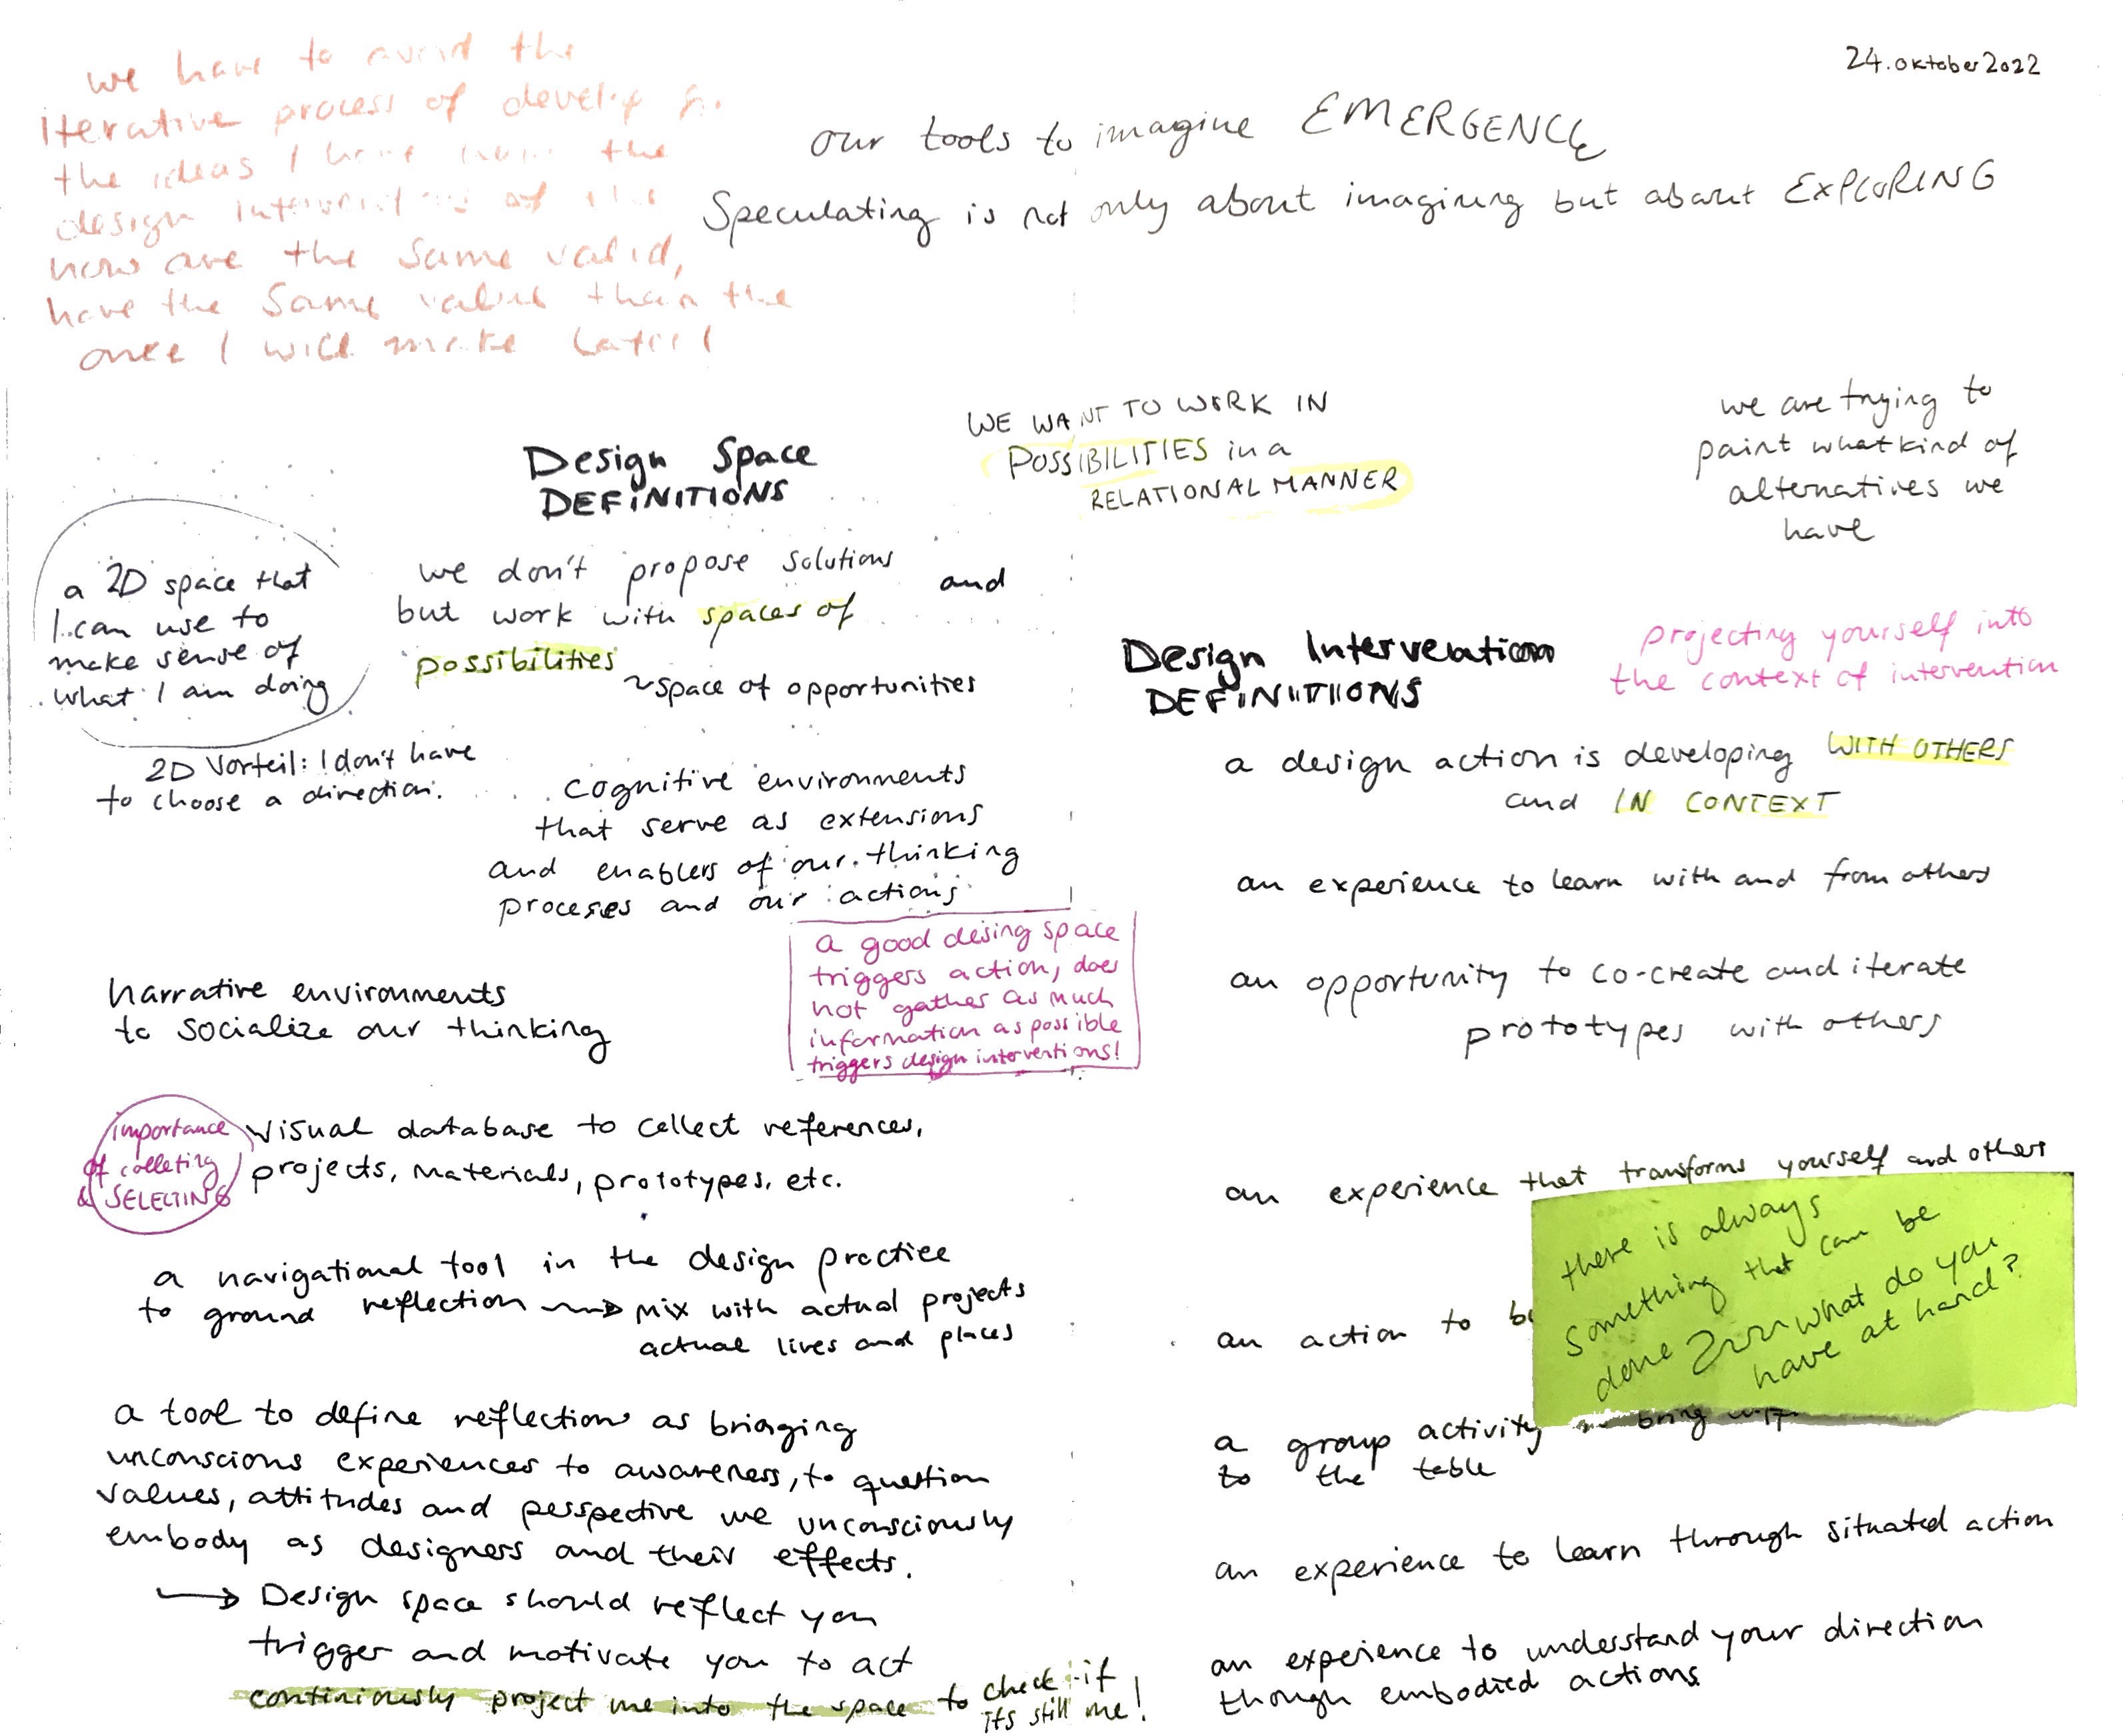 24. oktober 2022
we have to avoid the
iterative process of
the ideas I have the
design of the
now are the same valid,
have the same value than the
once I will make later!
our tools to imagine EMERGENCE
Speculating is not only about imagining but about EXPLORING
WE WANT TO WORK IN
POSSIBILITIES in a
RELATIONAL MANNER
we are trying to
paint what kind of
alternatives we
have
Design Space
DEFINITIONS
a 2D space that
I can use to
make sense of
what I am doing
2D Vorteil: I don't have
to choose a direction.
we don't propose solutions
but work with spaces of
possibilities
~space of opportunities
and
cognitive environments
that serve as extensions
and enablers of our thinking
proceses and our actions
a good desing space
triggers action, does
not gather as much
information as possible
triggers design interventions!
narrative environments
to socialize our thinking
importance
of colleting
& SELECTING
visual database to collect references,
projects, materials, prototypes, etc.
a navigational tool in the design practice
to ground reflection → mix with actual projects
actual lives and places
a tool to define reflections as bringing
unconscious experiences to awareness, to question
values, attitudes and perspective we unconsciously
embody as designers and their effects.
→ Design space should reflect you
trigger and motivate you to act
continiously project me into the space to check if
its still me!
Design Intervention
DEFINITIONS
projecting yourself into
the context of intervention
a design action is developing WITH OTHERS
and IN CONTEXT
an experience to learn with and from others
an opportunity to co-create and iterate
prototypes with others
an experience that transforms yourself and others
there is always
something that can be
done what do you
have at hand?
an action to
a group activity bring
to the table
an experience to learn through situated action
an experience to understand your direction
though embodied actions